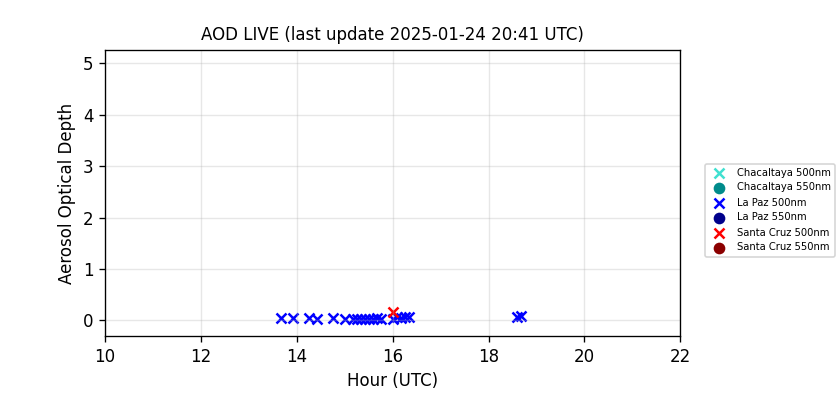 AOD LIVE (last update 2025-01-24 20:41 UTC)
Aerosol Optical Depth
5
4
3
2
1
0
10 12 14 16 18 20 22
Hour (UTC)
Chacaltaya 500nm
Chacaltaya 550nm
La Paz 500nm
La Paz 550nm
Santa Cruz 500nm
Santa Cruz 550nm